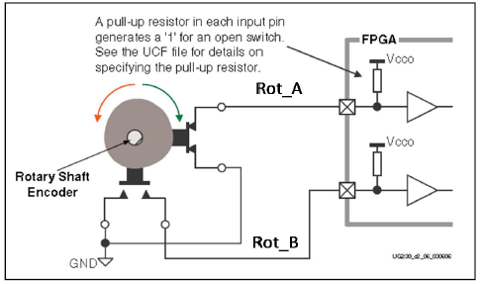 A pull-up resistor in each input pin
generates a '1' for an open switch.
See the UCF file for details on
specifying the pull-up resistor.
FPGA
Vcco
Rot_A
Rotary Shaft
Encoder
Vcco
Rot_B
GND
UG230_c2_06_030606